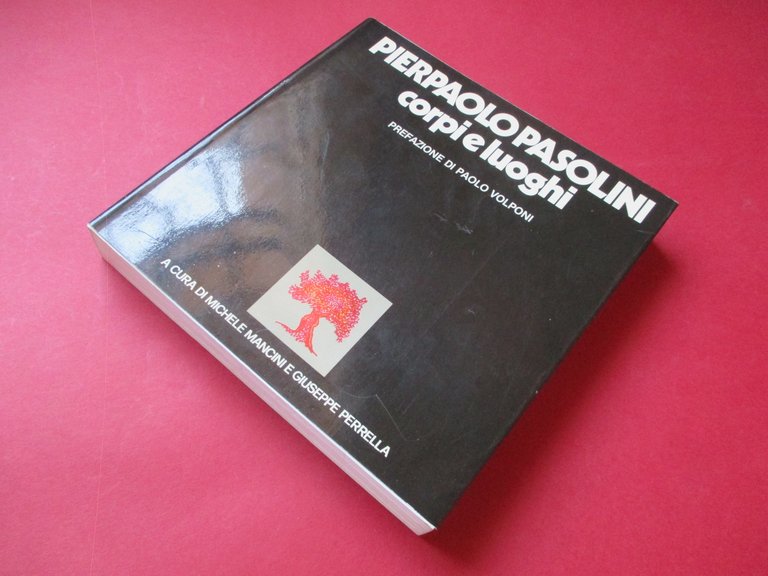 PIERPAOLO PASOLINI
corpi e luoghi
PREFAZIONE DI PAOLO VOLPONI
A CURA DI MICHELE MANCINI E GIUSEPPE PERRELLA